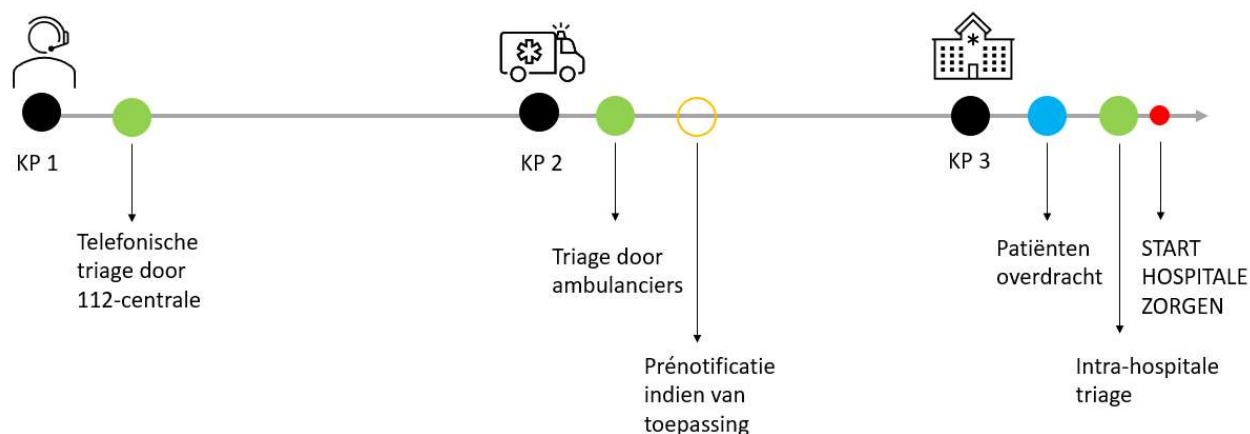 KP 1
Telefonische
triage door
112-centrale
KP 2
Triage door
ambulanciers
Prénotificatie
indien van
toepassing
KP 3
Patiënten
overdracht
Intra-hospitale
triage
START
HOSPITALE
ZORGEN